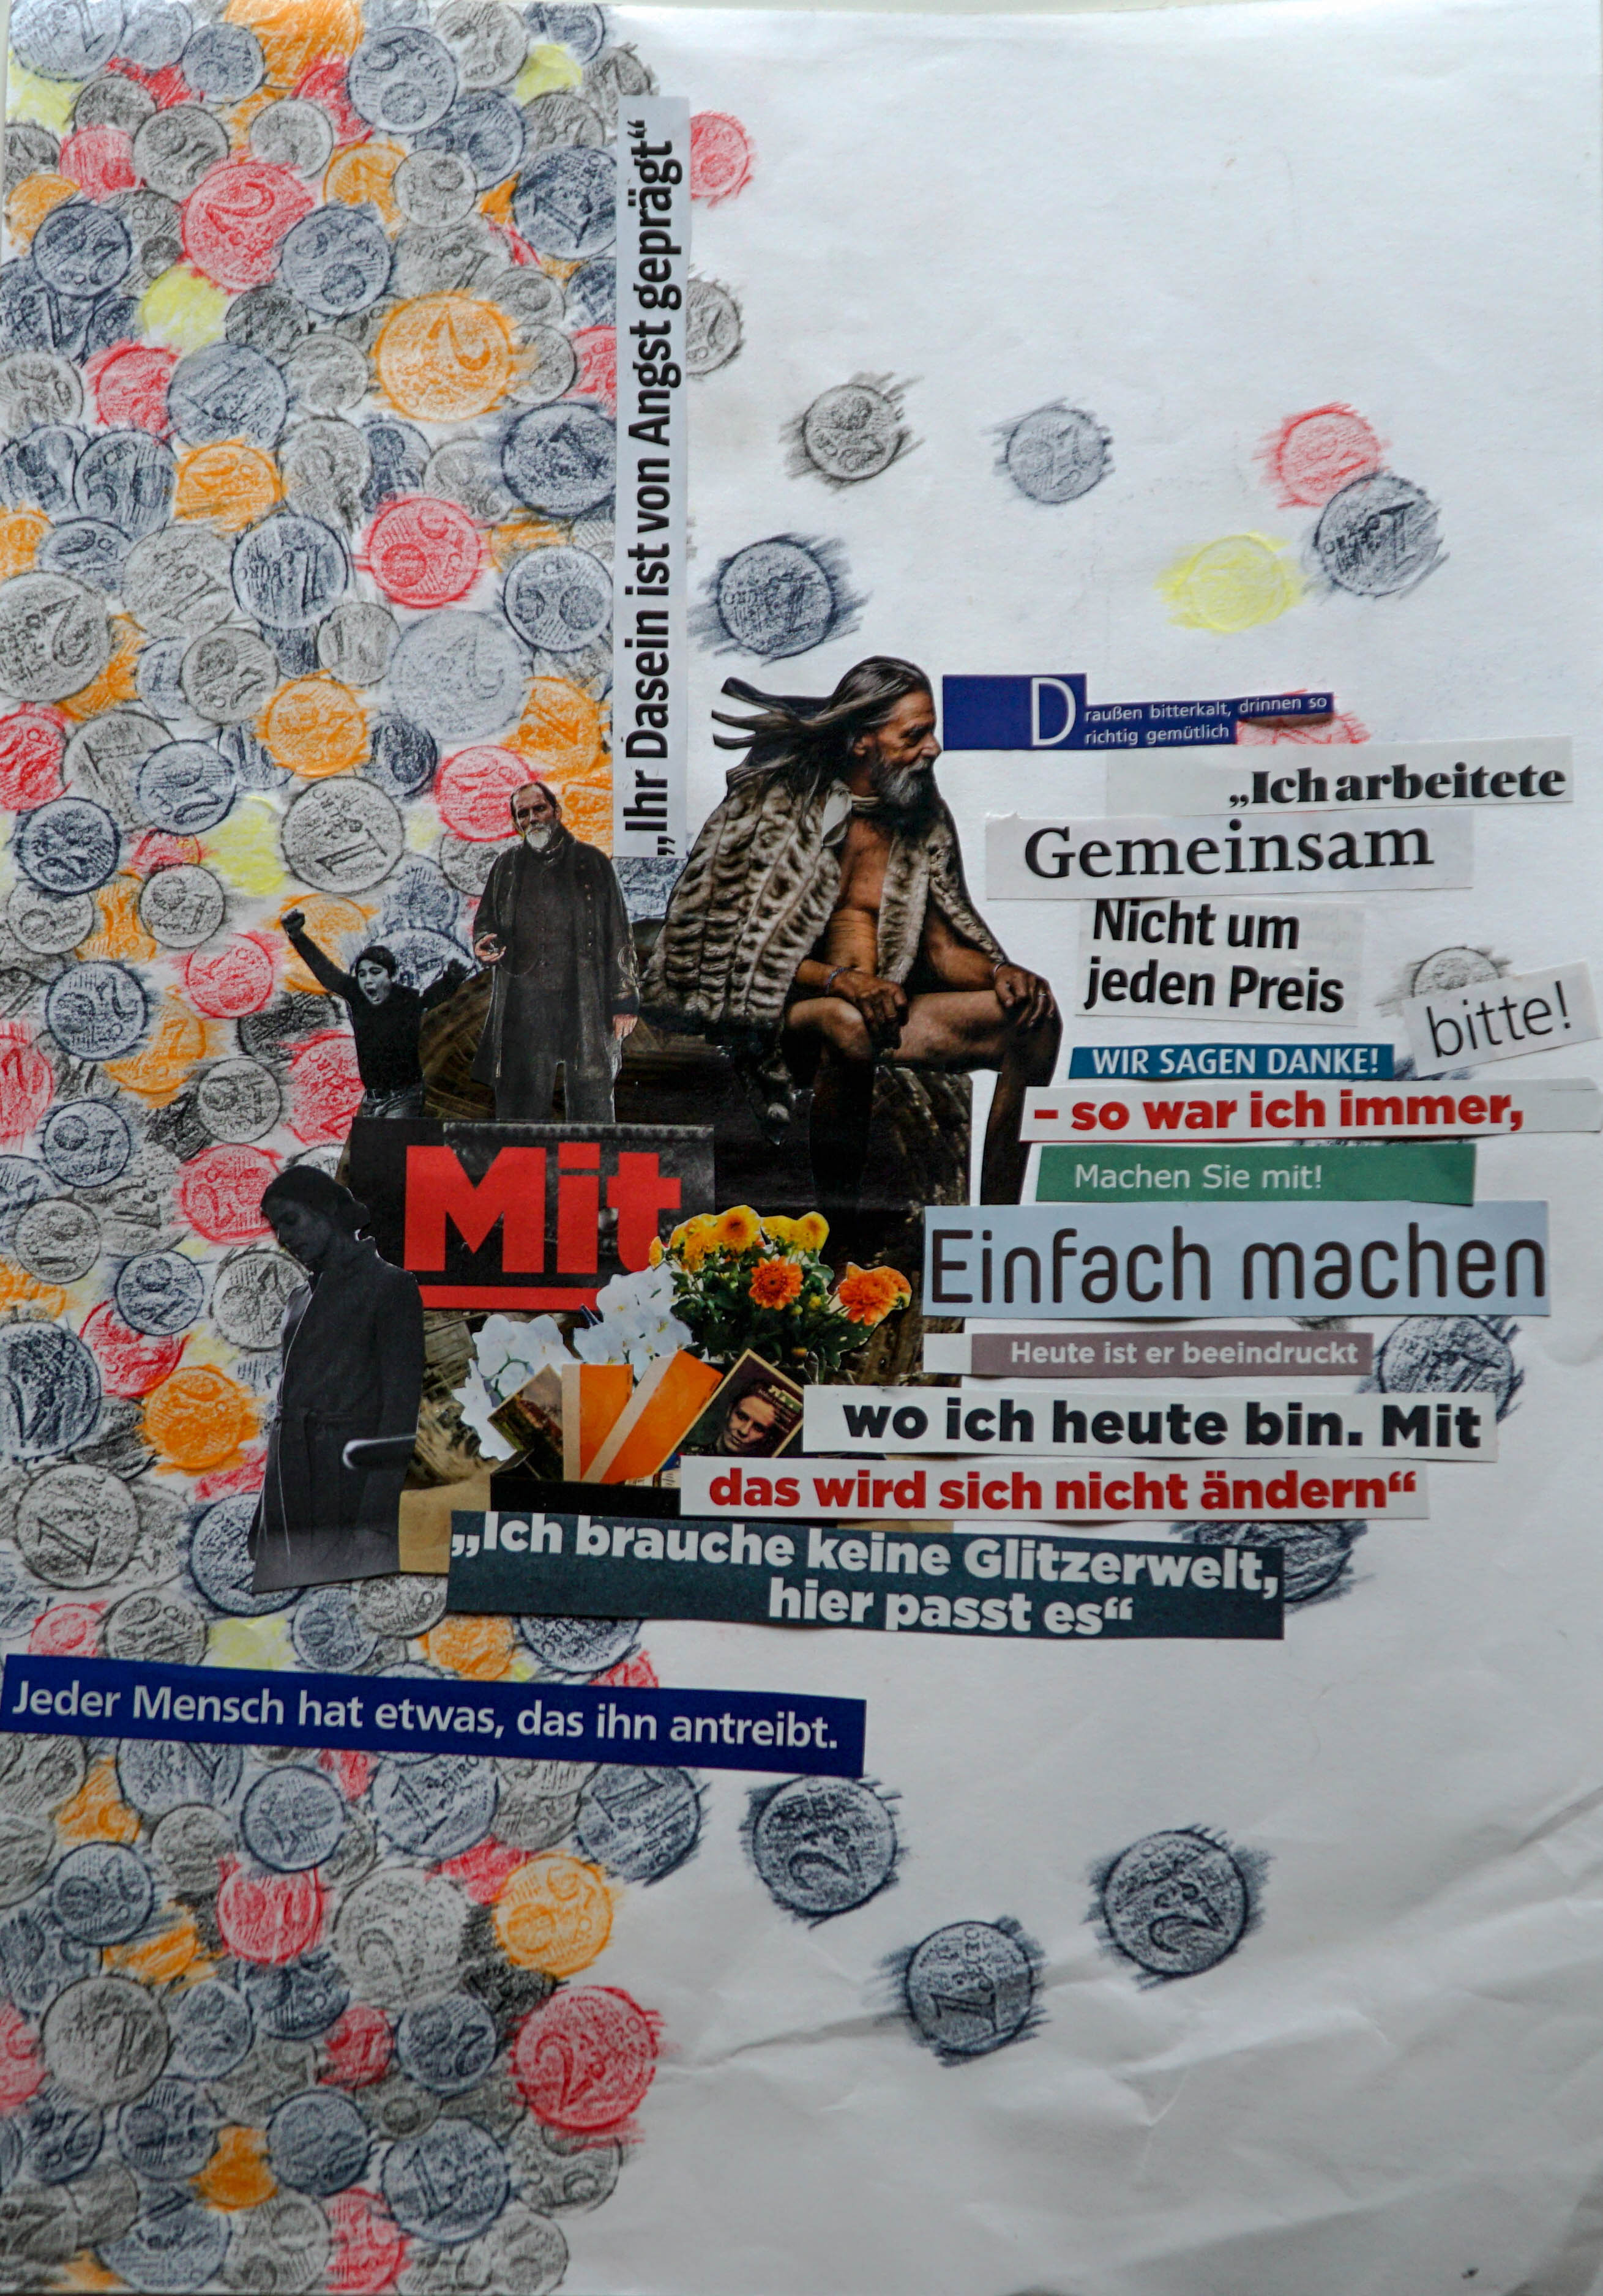 „Ihr Dasein ist von Angst geprägt“
Draußen bitterkalt, drinnen so
richtig gemütlich
„Ich arbeitete
Gemeinsam
Nicht um
jeden Preis
bitte!
WIR SAGEN DANKE!
– so war ich immer,
Machen Sie mit!
Mit
Einfach machen
Heute ist er beeindruckt
wo ich heute bin. Mit
das wird sich nicht ändern“
„Ich brauche keine Glitzerwelt,
hier passt es“
Jeder Mensch hat etwas, das ihn antreibt.